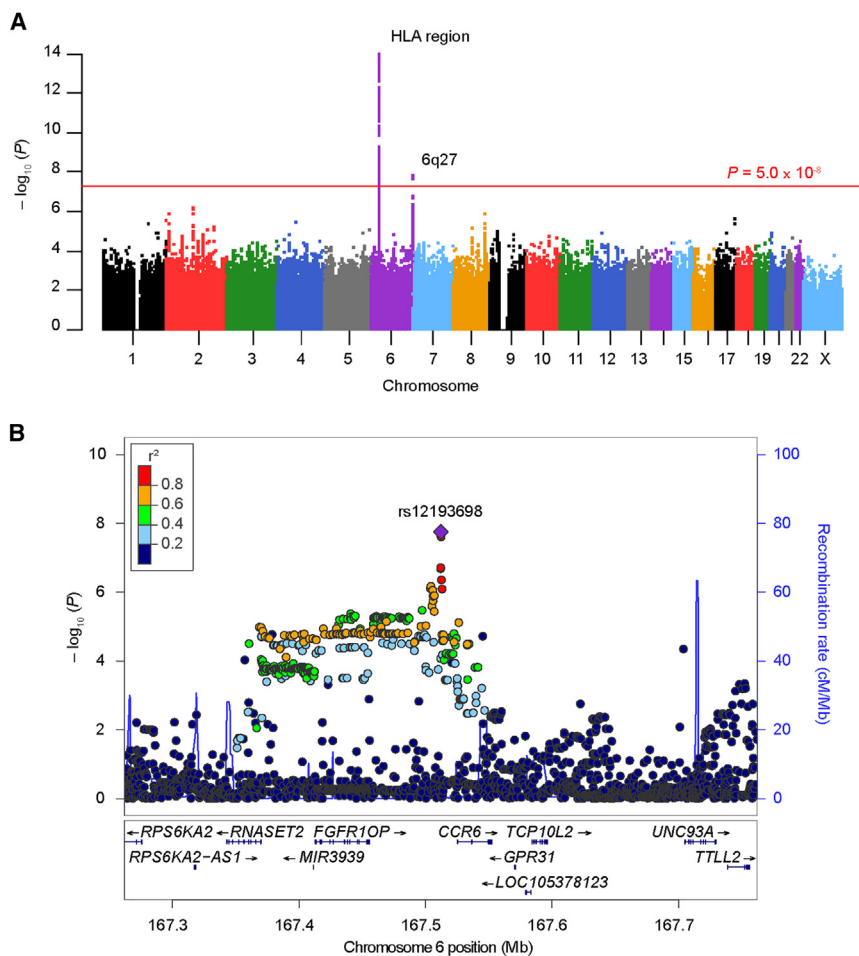 A
HLA region
14
12
10
8
6
4
2
0
6q27
P = 5.0 x 10-8
− log10 (P)
1 2 3 4 5 6 7 8 9 10 11 12 13 15 17 19 22 X
Chromosome
B
r2
0.8
0.6
0.4
0.2
rs12193698
10
8
6
4
2
0
− log10 (P)
100
80
60
40
20
0
Recombination rate (cM/Mb)
←RPS6KA2 ←RNASET2 FGFR1OP → CCR6 → TCP10L2 → UNC93A→
RPS6KA2−AS1 → ←MIR3939 ←GPR31 TTLL2 →
←LOC105378123
167.3 167.4 167.5 167.6 167.7
Chromosome 6 position (Mb)